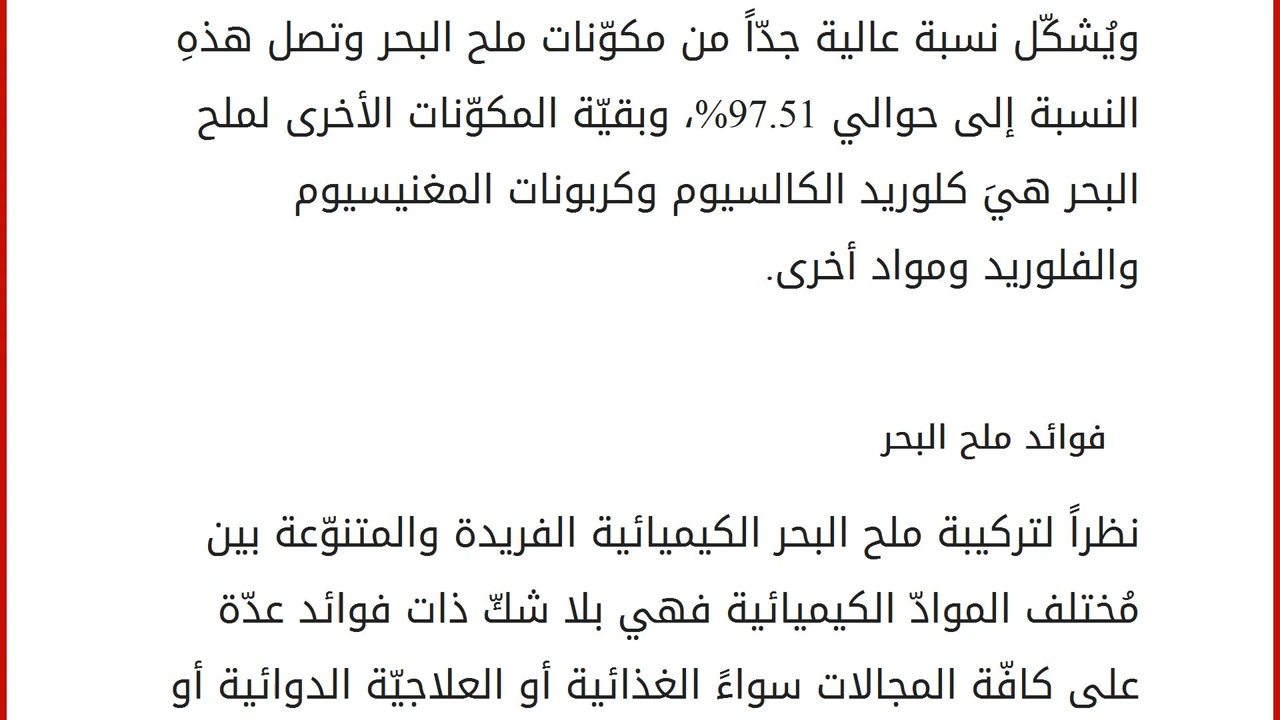 ويُشكّل نسبة عالية جدّاً من مكوّنات ملح البحر وتصل هذهِ
النسبة إلى حوالي 97.51%، وبقيّة المكوّنات الأخرى لملح
البحر هيَ كلوريد الكالسيوم وكربونات المغنيسيوم
والفلوريد ومواد أخرى.
فوائد ملح البحر
نظراً لتركيبة ملح البحر الكيميائية الفريدة والمتنوّعة بين
مُختلف الموادّ الكيميائية فهي بلا شكّ ذات فوائد عدّة
على كافّة المجالات سواءً الغذائية أو العلاجيّة الدوائية أو